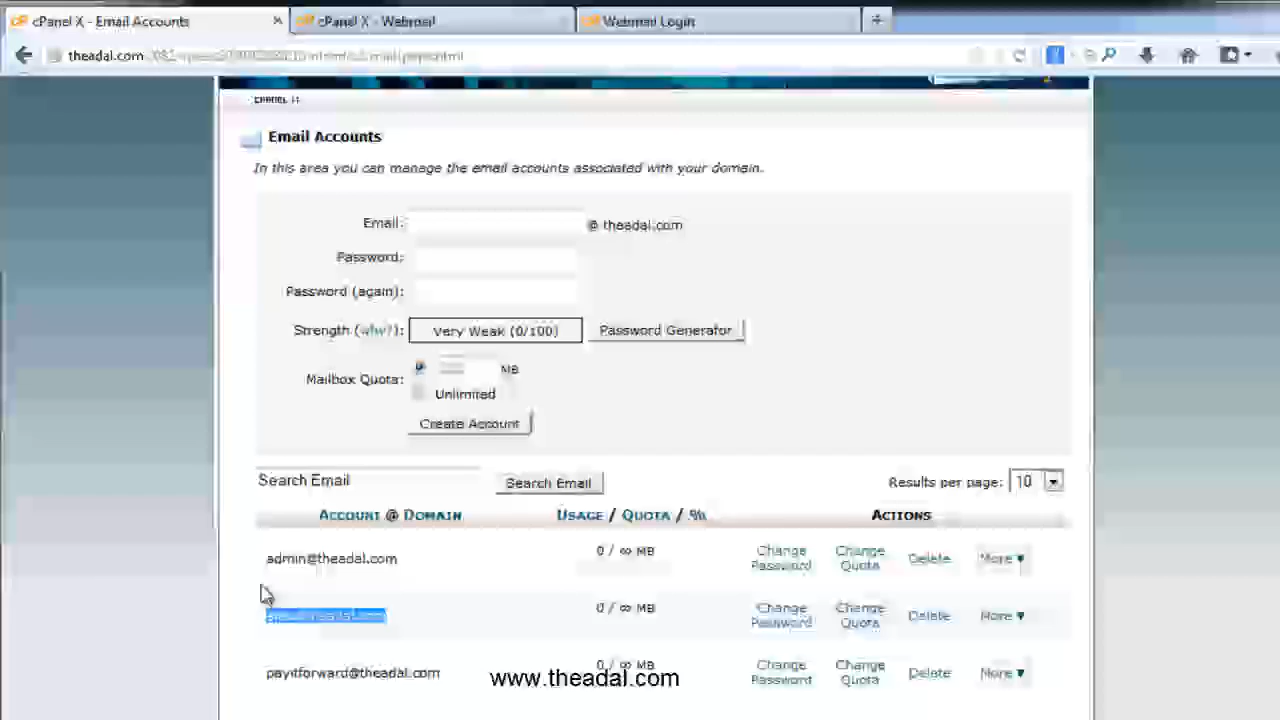 cPanel X - Email Accounts
cPanel X - Webmail
Webmail Login
theadal.com
Email Accounts
In this area you can manage the email accounts associated with your domain.
Email:
@ theadal.com
Password:
Password (again):
Strength (why?):
Very Weak (0/100)
Password Generator
Mailbox Quota:
MB
Unlimited
Create Account
Search Email
Search Email
Results per page:
10
ACCOUNT @ DOMAIN
USAGE / QUOTA / %
ACTIONS
admin@theadal.com
0 / ∞ MB
Change Password
Change Quota
Delete
More ▼
0 / ∞ MB
Change Password
Change Quota
Delete
More ▼
payitforward@theadal.com
0 / ∞ MB
Change Password
Change Quota
Delete
More ▼
www.theadal.com